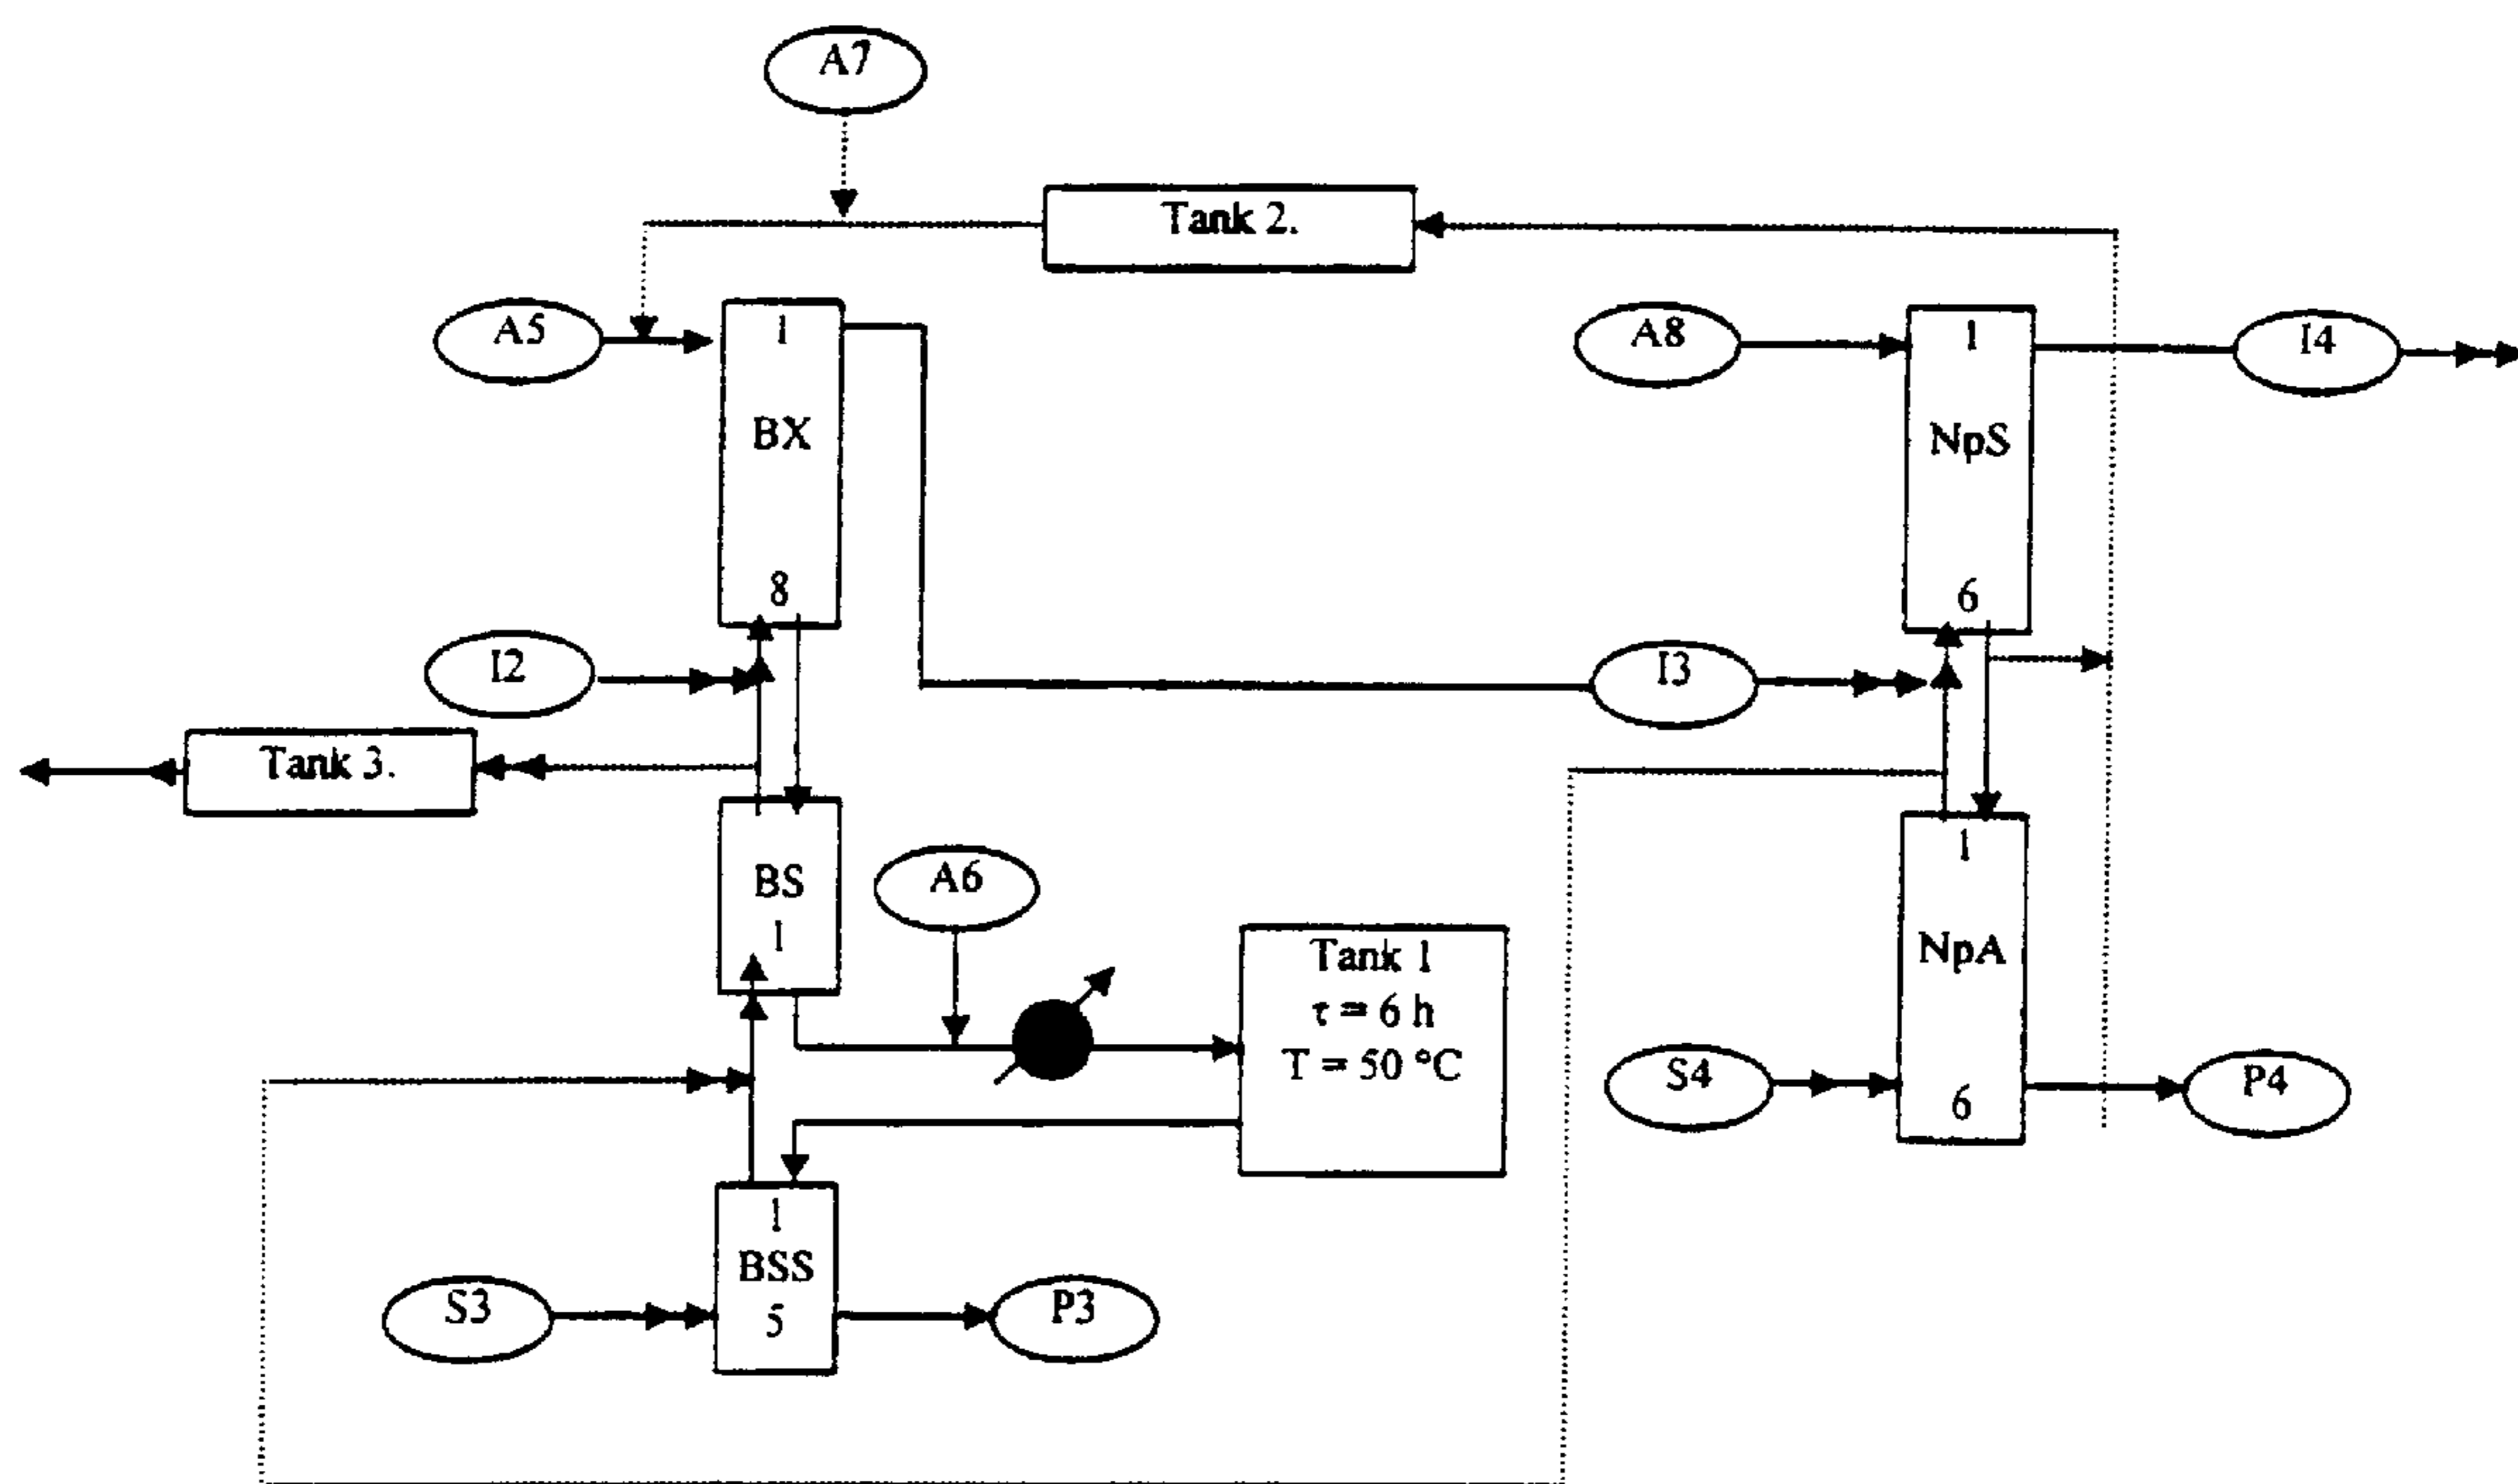 A7
Tank 2.
A5
1
BX
8
A8
1
NpS
6
I4
I2
I3
Tank 3.
BS
1
A6
Tank 1
τ = 6 h
T = 50 °C
1
NpA
6
S4
P4
1
BSS
5
S3
P3